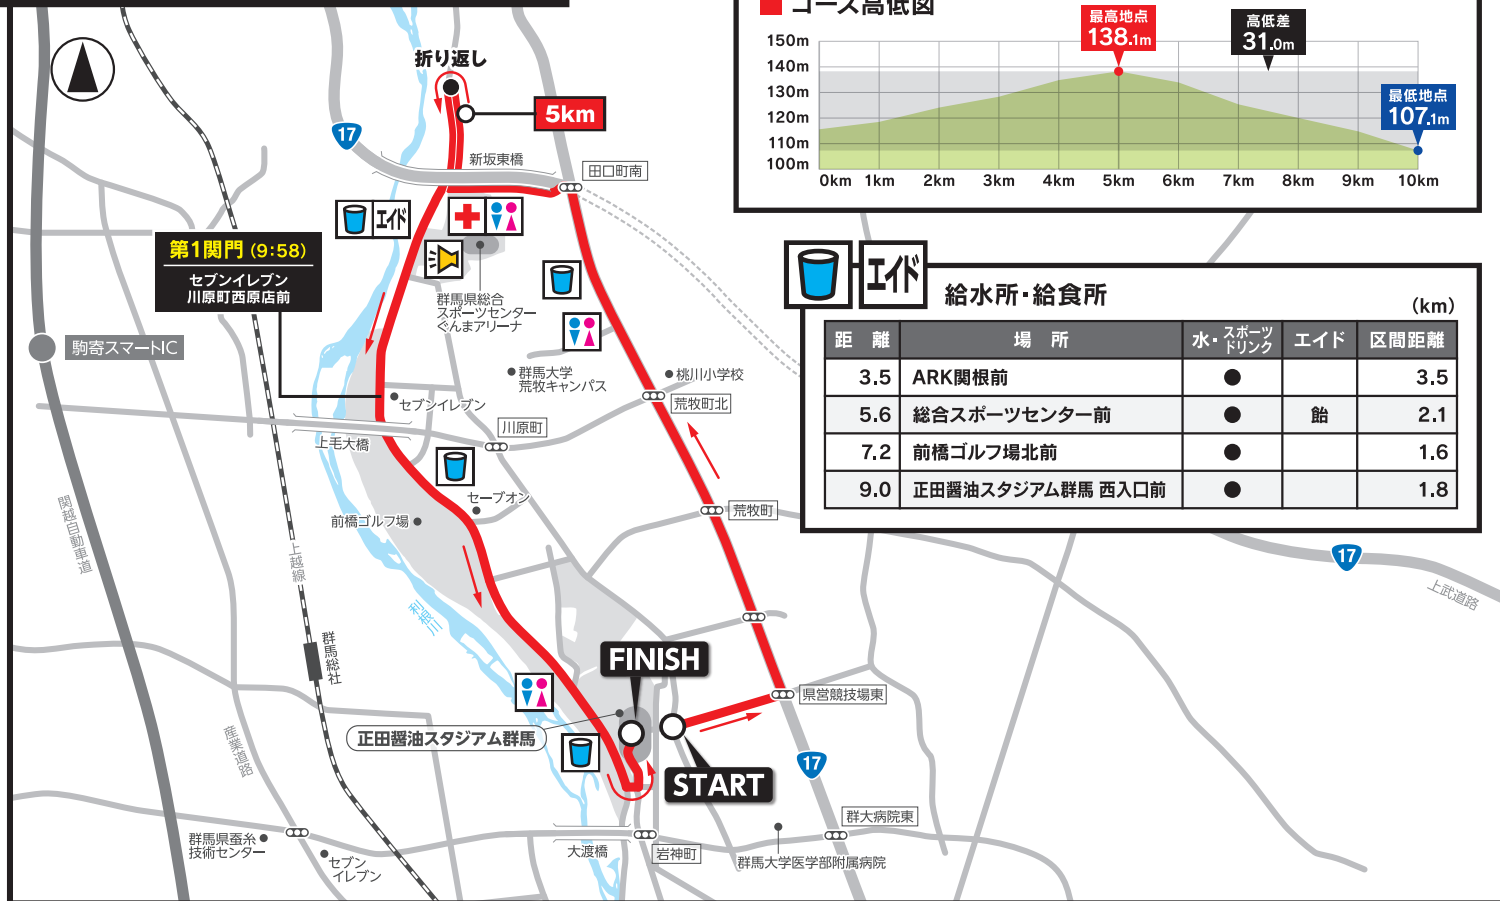 コース高低図
最高地点
138.1m
高低差
31.0m
最低地点
107.1m
150m
140m
130m
120m
110m
100m
0km 1km 2km 3km 4km 5km 6km 7km 8km 9km 10km
折り返し
5km
17
新坂東橋
田口町南
エイド
第1関門 (9:58)
セブンイレブン
川原町西原店前
群馬県総合
スポーツセンター
ぐんまアリーナ
駒寄スマートIC
群馬大学
荒牧キャンパス
桃川小学校
荒牧町北
セブンイレブン
川原町
上毛大橋
セーブオン
前橋ゴルフ場
荒牧町
関越自動車道
上越線
利根川
群馬総社
産業道路
FINISH
START
県営競技場東
正田醤油スタジアム群馬
17
群大病院東
群馬県蚕糸
技術センター
セブン
イレブン
大渡橋
岩神町
群馬大学医学部附属病院
17
上武道路
エイド
給水所・給食所
(km)
距 離 場 所 水・スポーツドリンク エイド 区間距離
3.5 ARK関根前 ● 3.5
5.6 総合スポーツセンター前 ● 飴 2.1
7.2 前橋ゴルフ場北前 ● 1.6
9.0 正田醤油スタジアム群馬 西入口前 ● 1.8